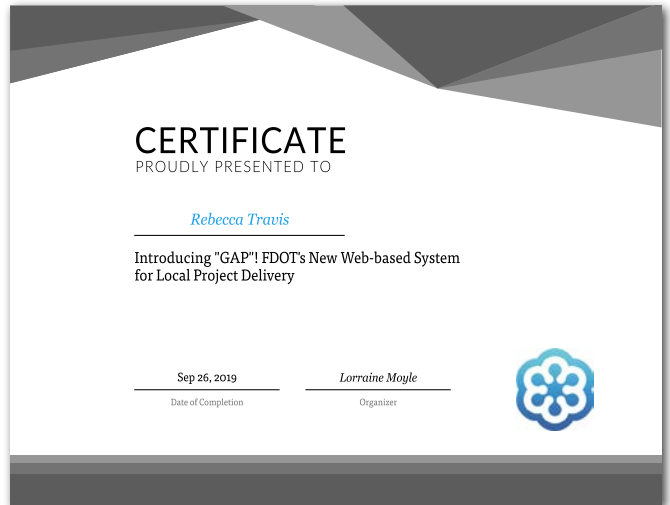 CERTIFICATE
PROUDLY PRESENTED TO
Rebecca Travis
Introducing "GAP"! FDOT's New Web-based System
for Local Project Delivery
Sep 26, 2019
Lorraine Moyle
Date of Completion
Organizer